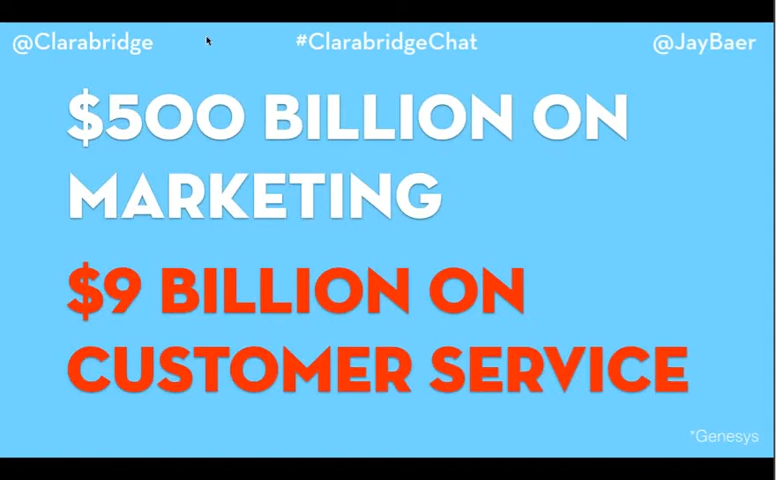 @Clarabridge #ClarabridgeChat @JayBaer
$500 BILLION ON
MARKETING
$9 BILLION ON
CUSTOMER SERVICE
*Genesys